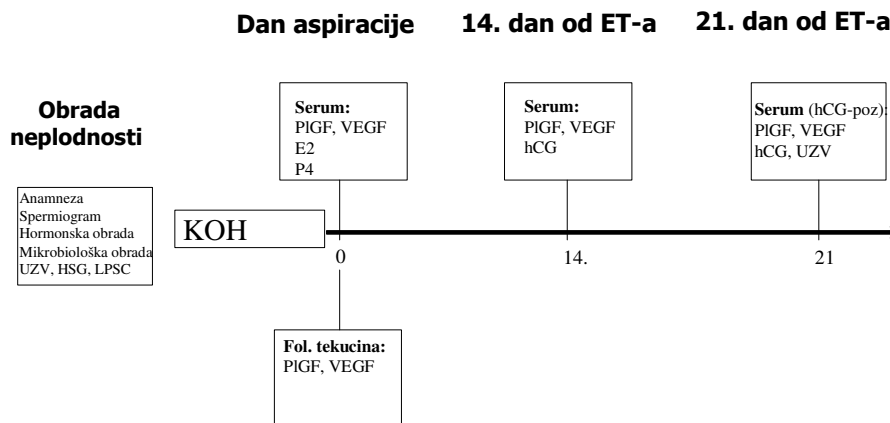 Dan aspiracije
14. dan od ET-a
21. dan od ET-a
Obrada
neplodnosti
Anamneza
Spermiogram
Hormonska obrada
Mikrobiološka obrada
UZV, HSG, LPSC
KOH
Serum:
PlGF, VEGF
E2
P4
Serum:
PlGF, VEGF
hCG
Serum (hCG-poz):
PlGF, VEGF
hCG, UZV
0
14.
21
Fol. tekucina:
PlGF, VEGF